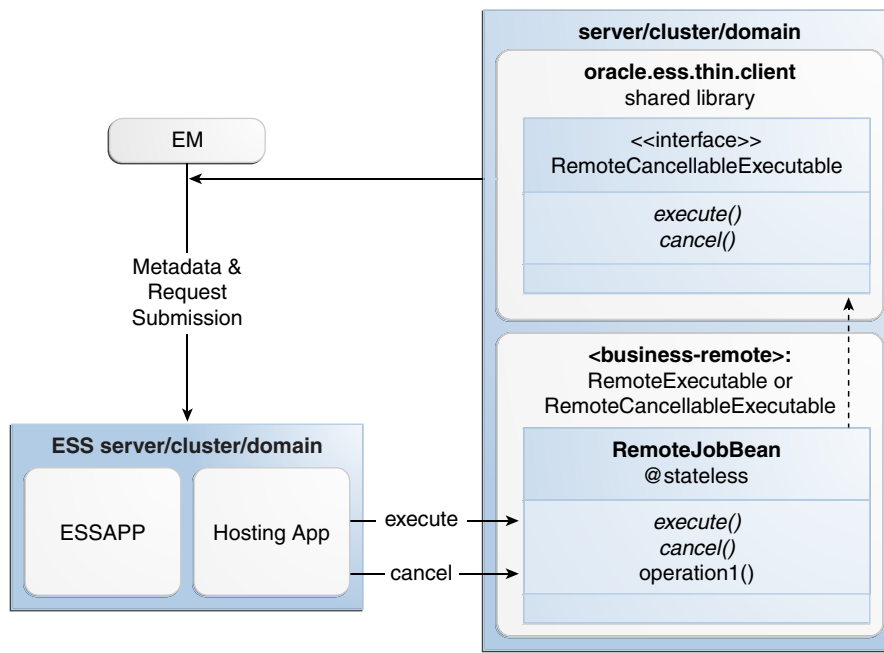 server/cluster/domain
oracle.ess.thin.client
shared library
<<interface>>
RemoteCancellableExecutable
execute()
cancel()
EM
Metadata &
Request
Submission
<business-remote>:
RemoteExecutable or
RemoteCancellableExecutable
RemoteJobBean
@stateless
execute()
cancel()
operation1()
ESS server/cluster/domain
ESSAPP
Hosting App
execute
cancel